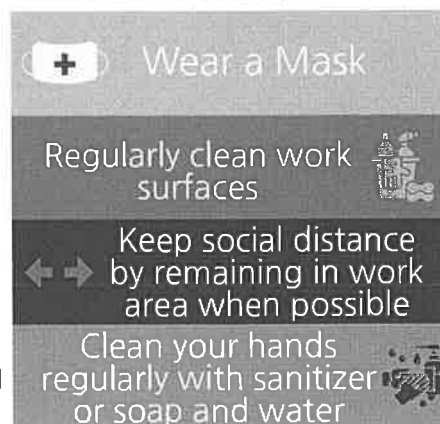 Wear a Mask
Regularly clean work
surfaces
Keep social distance
by remaining in work
area when possible
Clean your hands
regularly with sanitizer
or soap and water